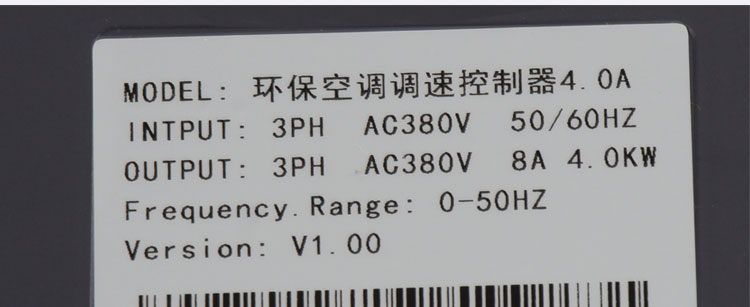 MODEL: 环保空调调速控制器4.0A
INTPUT: 3PH AC380V 50/60HZ
OUTPUT: 3PH AC380V 8A 4.0KW
Frequency.Range: 0-50HZ
Version: V1.00